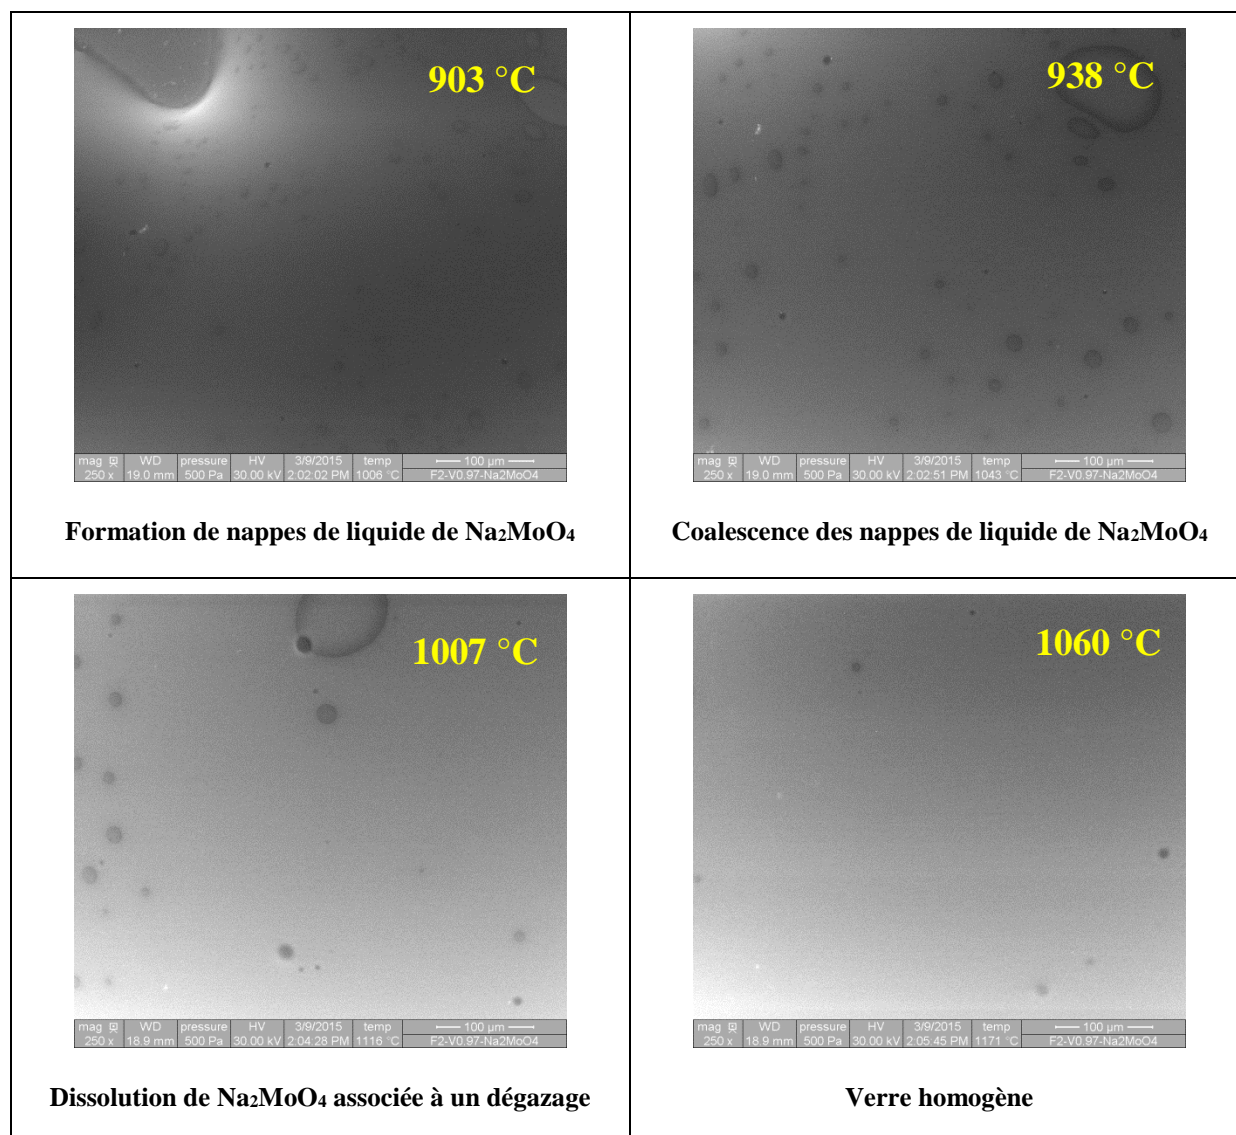 903 °C
mag WD pressure HV 3/9/2015 temp 100 µm
250 x 19.0 mm 500 Pa 30.00 kV 2:02:02 PM 1006 °C F2-V0.97-Na2MoO4
Formation de nappes de liquide de Na₂MoO₄
938 °C
mag WD pressure HV 3/9/2015 temp 100 µm
250 x 19.0 mm 500 Pa 30.00 kV 2:02:51 PM 1043 °C F2-V0.97-Na2MoO4
Coalescence des nappes de liquide de Na₂MoO₄
1007 °C
mag WD pressure HV 3/9/2015 temp 100 µm
250 x 18.9 mm 500 Pa 30.00 kV 2:04:28 PM 1116 °C F2-V0.97-Na2MoO4
Dissolution de Na₂MoO₄ associée à un dégazage
1060 °C
mag WD pressure HV 3/9/2015 temp 100 µm
250 x 18.9 mm 500 Pa 30.00 kV 2:05:45 PM 1171 °C F2-V0.97-Na2MoO4
Verre homogène